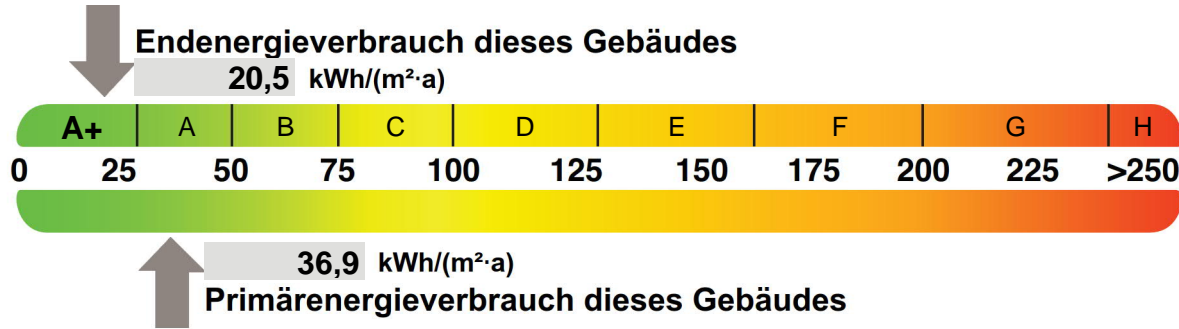 Endenergieverbrauch dieses Gebäudes
20,5 kWh/(m²·a)
A+ A B C D E F G H
0 25 50 75 100 125 150 175 200 225 >250
36,9 kWh/(m²·a)
Primärenergieverbrauch dieses Gebäudes